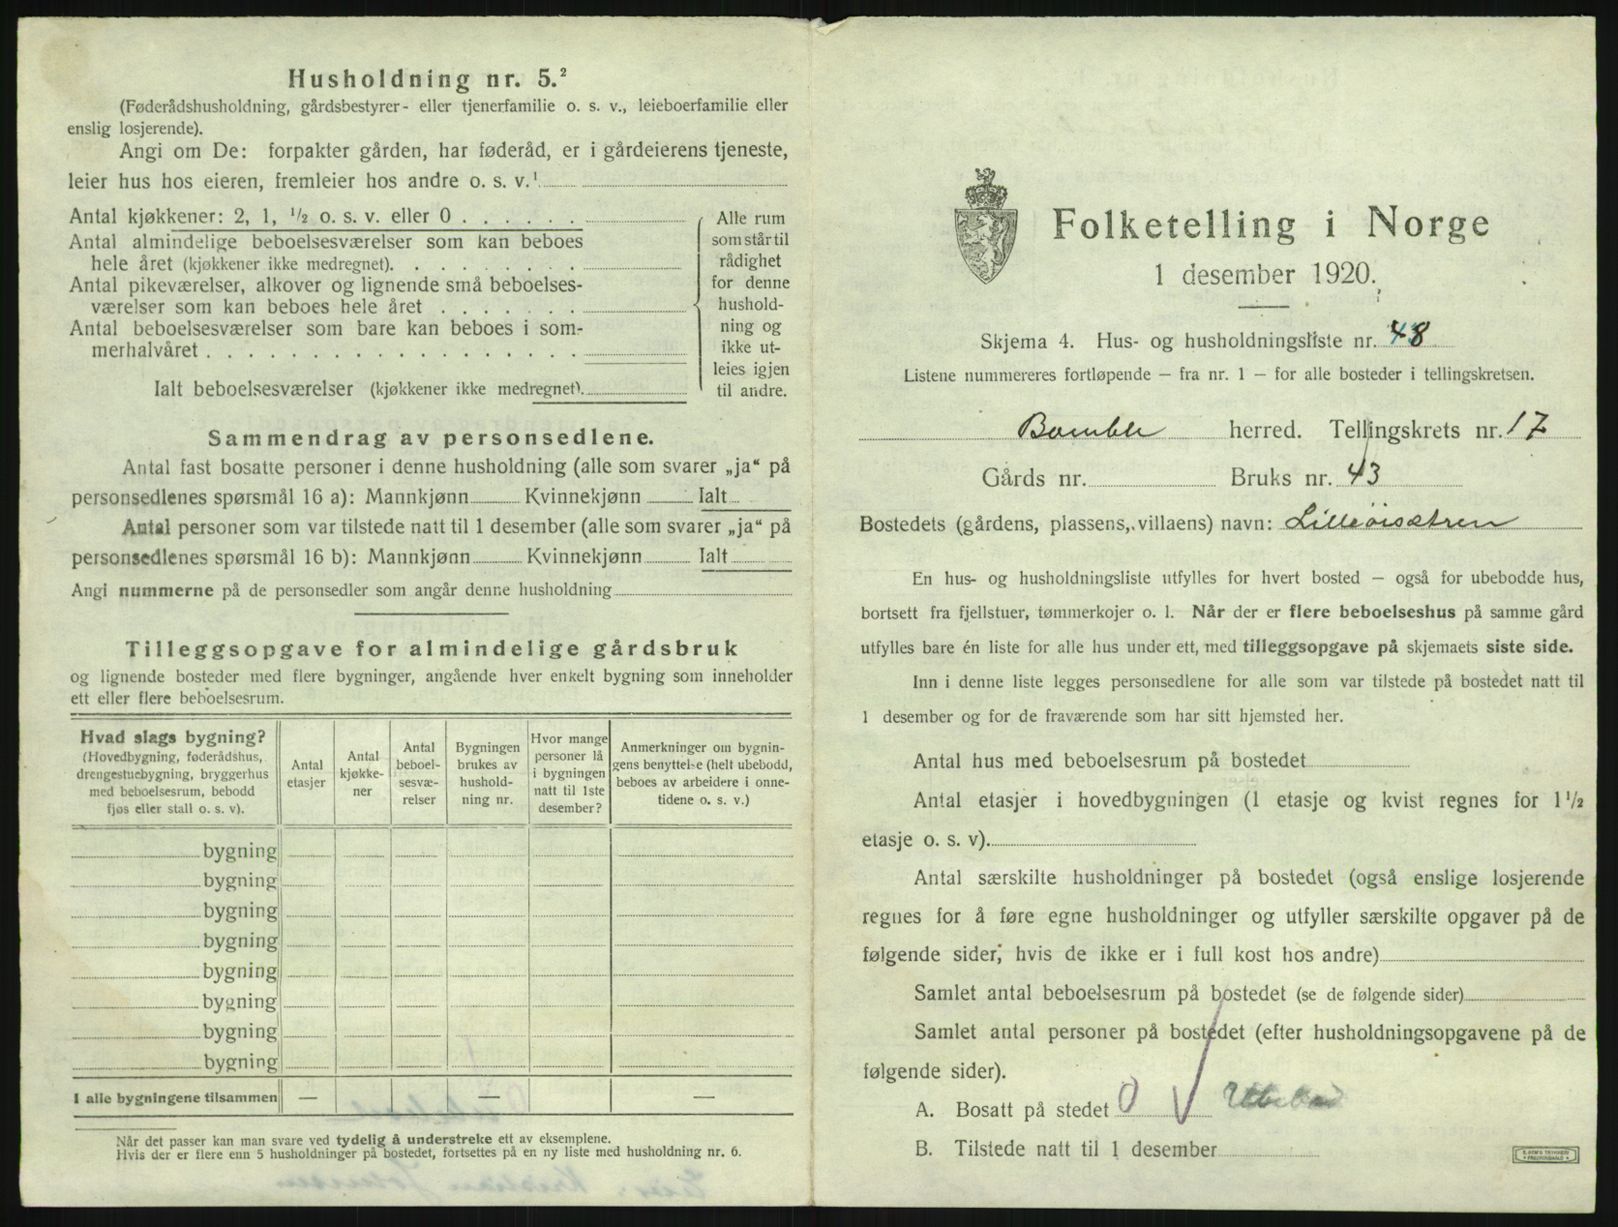 Husholdning nr. 5.²
(Føderådshusholdning, gårdsbestyrer- eller tjenerfamilie o. s. v., leieboerfamilie eller
enslig losjerende).
Angi om De: forpakter gården, har føderåd, er i gårdeierens tjeneste,
leier hus hos eieren, fremleier hos andre o. s. v.¹
Antal kjøkkener: 2, 1, ½ o. s. v. eller 0
Antal almindelige beboelsesværelser som kan beboes
hele året (kjøkkener ikke medregnet).
Antal pikeværelser, alkover og lignende små beboelses-
værelser som kan beboes hele året
Antal beboelsesværelser som bare kan beboes i som-
merhalvåret
Ialt beboelsesværelser (kjøkkener ikke medregnet).
Alle rum
som står til
rådighet
for denne
hushold-
ning og
ikke ut-
leies igjen
til andre.
Sammendrag av personsedlene.
Antal fast bosatte personer i denne husholdning (alle som svarer „ja“ på
personsedlenes spørsmål 16 a): Mannkjønn Kvinnekjønn Ialt
Antal personer som var tilstede natt til 1 desember (alle som svarer „ja“ på
personsedlenes spørsmål 16 b): Mannkjønn Kvinnekjønn Ialt
Angi nummerne på de personsedler som angår denne husholdning
Tilleggsopgave for almindelige gårdsbruk
og lignende bosteder med flere bygninger, angående hver enkelt bygning som inneholder
ett eller flere beboelsesrum.
Hvad slags bygning?
(Hovedbygning, føderådshus,
drengestuebygning, bryggerhus
med beboelsesrum, bebodd
fjøs eller stall o. s. v).
Antal
etasjer
Antal
kjøkke-
ner
Antal
beboel-
sesvæ-
relser
Bygningen
brukes av
hushold-
ning nr.
Hvor mange
personer lå
i bygningen
natt til 1ste
desember?
Anmerkninger om bygnin-
gens benyttelse (helt ubebodd,
beboes av arbeidere i onne-
tidene o. s. v.)
bygning
bygning
bygning
bygning
bygning
bygning
bygning
bygning
I alle bygningene tilsammen — — —
Når det passer kan man svare ved tydelig å understreke ett av eksemplene.
Hvis der er flere enn 5 husholdninger på bostedet, fortsettes på en ny liste med husholdning nr. 6.
Folketelling i Norge
1 desember 1920.
Skjema 4. Hus- og husholdningsliste nr. 48
Listene nummereres fortløpende — fra nr. 1 — for alle bosteder i tellingskretsen.
Bamble herred. Tellingskrets nr. 17
Gårds nr. Bruks nr. 43
Bostedets (gårdens, plassens, villaens) navn: Lilleøisætren
En hus- og husholdningsliste utfylles for hvert bosted — også for ubebodde hus,
bortsett fra fjellstuer, tømmerkojer o. l. Når der er flere beboelseshus på samme gård
utfylles bare én liste for alle hus under ett, med tilleggsopgave på skjemaets siste side.
Inn i denne liste legges personsedlene for alle som var tilstede på bostedet natt til
1 desember og for de fraværende som har sitt hjemsted her.
Antal hus med beboelsesrum på bostedet
Antal etasjer i hovedbygningen (1 etasje og kvist regnes for 1½
etasje o. s. v).
Antal særskilte husholdninger på bostedet (også enslige losjerende
regnes for å føre egne husholdninger og utfyller særskilte opgaver på de
følgende sider, hvis de ikke er i full kost hos andre)
Samlet antal beboelsesrum på bostedet (se de følgende sider)
Samlet antal personer på bostedet (efter husholdningsopgavene på de
følgende sider).
A. Bosatt på stedet 0
B. Tilstede natt til 1 desember